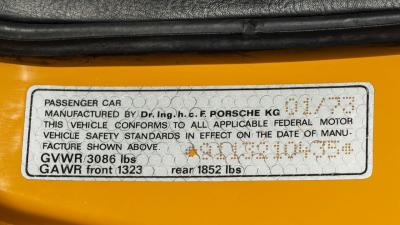 PASSENGER CAR
MANUFACTURED BY Dr. Ing. h. c. F. PORSCHE KG 01/73
THIS VEHICLE CONFORMS TO ALL APPLICABLE FEDERAL MOTOR
VEHICLE SAFETY STANDARDS IN EFFECT ON THE DATE OF MANU-
FACTURE SHOWN ABOVE.
*9113210435*
GVWR 3086 lbs
GAWR front 1323 rear 1852 lbs